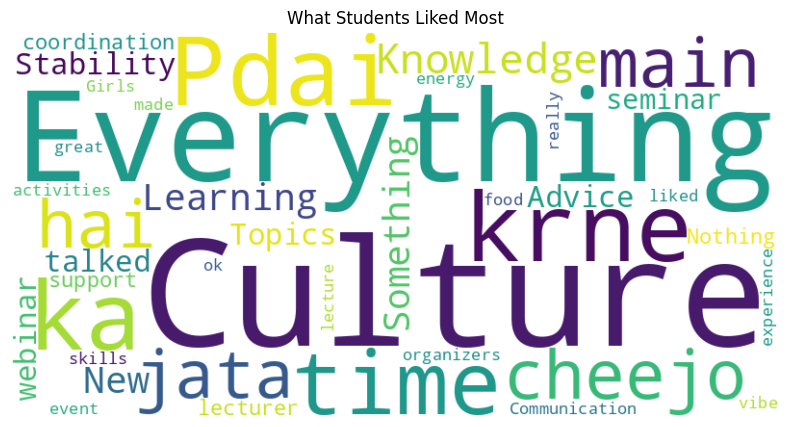 What Students Liked Most
coordination
Stability
Girls
made
Pdai
Knowledge
energy
main
seminar
really
Everything
great
activities
Learning
Something
Advice
food
liked
hai
Topics
krne
Nothing
talked
ok
support
ka
Culture
lecture
experience
webinar
skills
New
jata
time
organizers
cheejo
event
lecturer
Communication
vibe